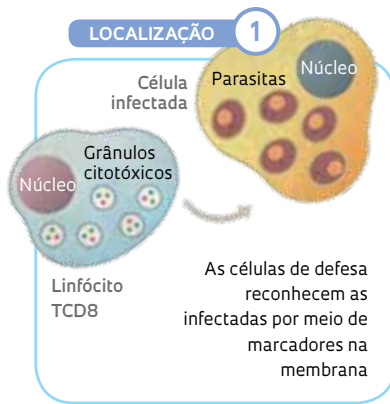 LOCALIZAÇÃO 1
Célula
infectada
Parasitas
Núcleo
Grânulos
citotóxicos
Núcleo
Linfócito
TCD8
As células de defesa
reconhecem as
infectadas por meio de
marcadores na
membrana